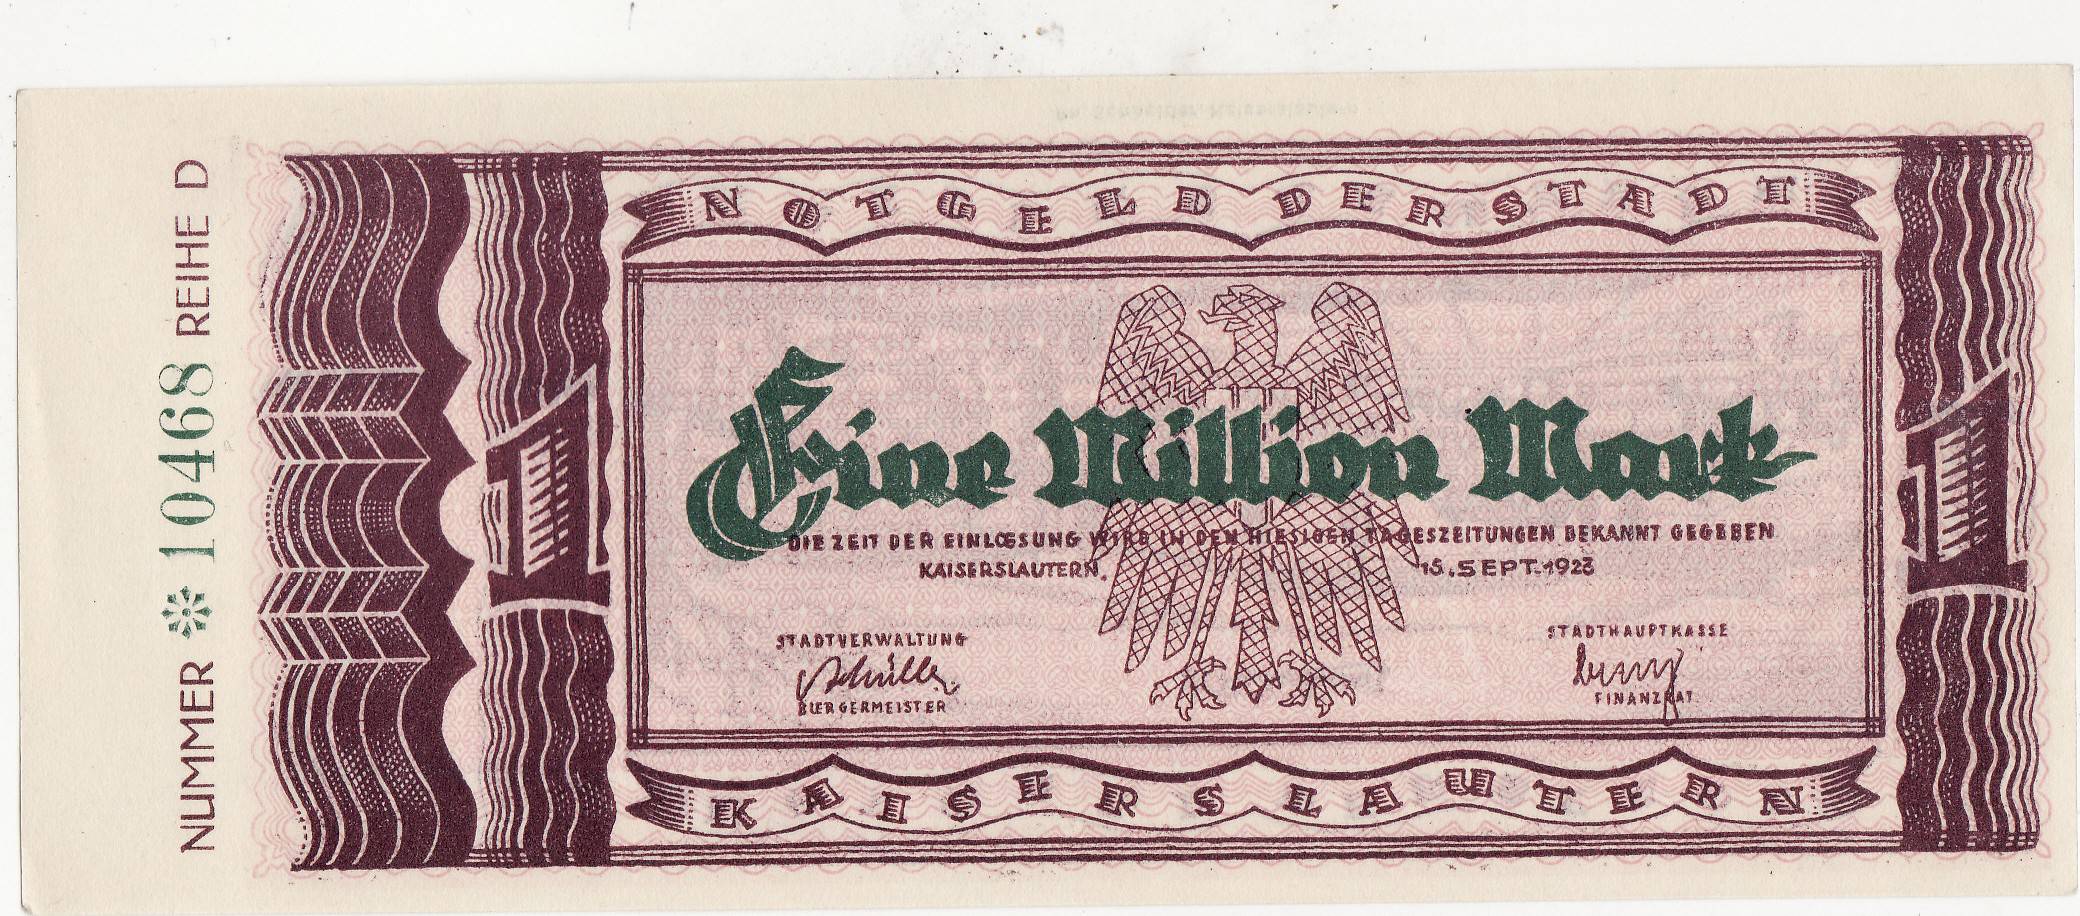 NUMMER * 10468 REIHE D
NOTGELD DER STADT
1
1
Eine Million Mark
DIE ZEIT DER EINLOESUNG WIRD IN DEN HIESIGEN TAGESZEITUNGEN BEKANNT GEGEBEN
KAISERSLAUTERN, 15. SEPT. 1923
STADTVERWALTUNG
STADTHAUPTKASSE
BUERGERMEISTER
FINANZRAT
KAISERSLAUTERN